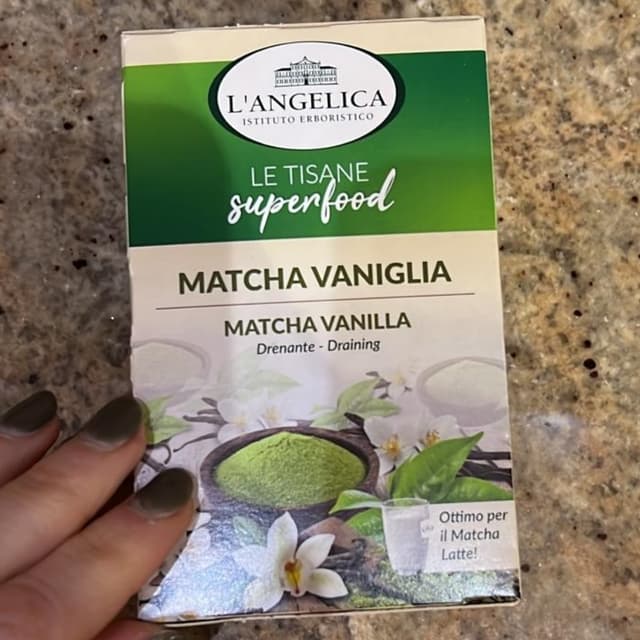 L'ANGELICA
ISTITUTO ERBORISTICO
LE TISANE
superfood
MATCHA VANIGLIA
MATCHA VANILLA
Drenante - Draining
Ottimo per
il Matcha
Latte!